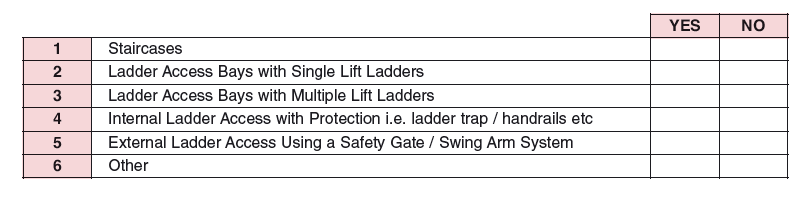 YES NO
1 Staircases
2 Ladder Access Bays with Single Lift Ladders
3 Ladder Access Bays with Multiple Lift Ladders
4 Internal Ladder Access with Protection i.e. ladder trap / handrails etc
5 External Ladder Access Using a Safety Gate / Swing Arm System
6 Other